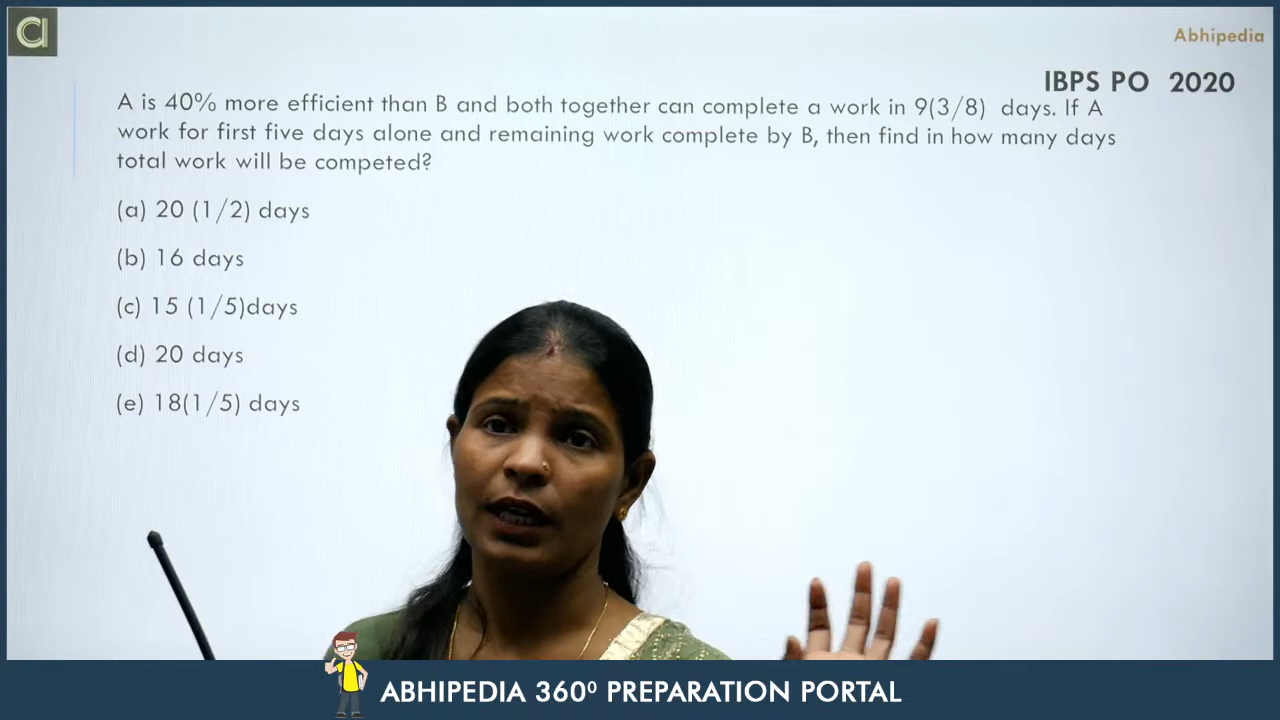 Abhipedia
IBPS PO 2020
A is 40% more efficient than B and both together can complete a work in 9(3/8) days. If A
work for first five days alone and remaining work complete by B, then find in how many days
total work will be competed?
(a) 20 (1/2) days
(b) 16 days
(c) 15 (1/5)days
(d) 20 days
(e) 18(1/5) days
ABHIPEDIA 360⁰ PREPARATION PORTAL